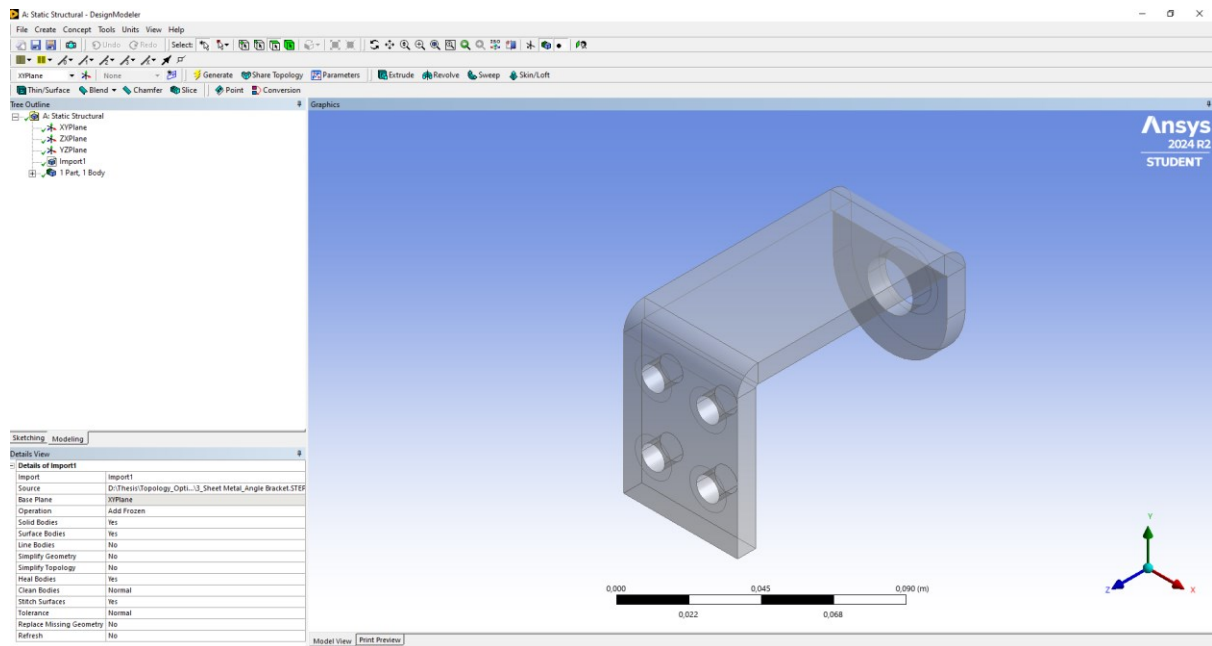 A: Static Structural - DesignModeler
File Create Concept Tools Units View Help
Undo Redo Select:
XYPlane None Generate Share Topology Parameters Extrude Revolve Sweep Skin/Loft
Thin/Surface Blend Chamfer Slice Point Conversion
Tree Outline
A: Static Structural
XYPlane
ZXPlane
YZPlane
Import1
1 Part, 1 Body
Sketching Modeling
Details View
Details of Import1
Import Import1
Source D:\Thesis\Topology_Opti...\3_Sheet Metal_Angle Bracket.STEP
Base Plane XYPlane
Operation Add Frozen
Solid Bodies Yes
Surface Bodies Yes
Line Bodies No
Simplify Geometry No
Simplify Topology No
Heal Bodies Yes
Clean Bodies Normal
Stitch Surfaces Yes
Tolerance Normal
Replace Missing Geometry No
Refresh No
Graphics
Ansys
2024 R2
STUDENT
0,000 0,045 0,090 (m)
0,022 0,068
Y
Z X
Model View Print Preview